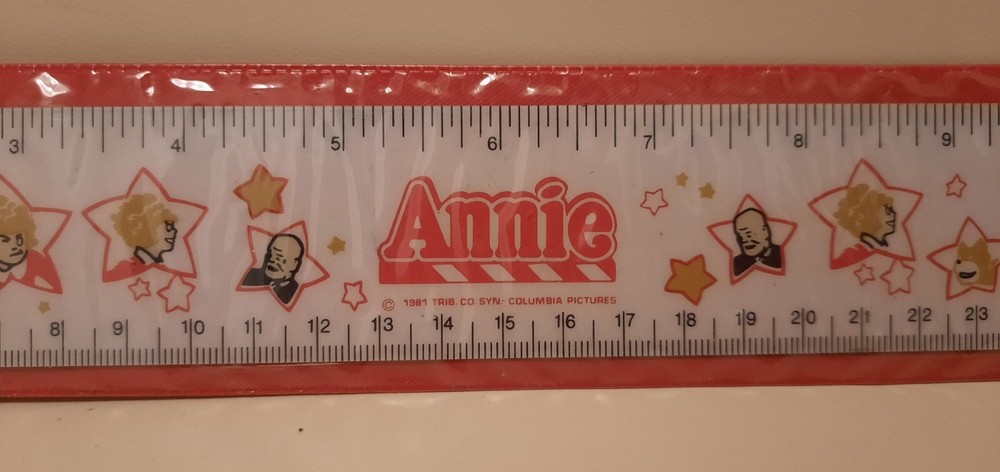 3 4 5 6 7 8 9
Annie
© 1981 TRIB. CO. SYN.- COLUMBIA PICTURES
8 9 10 11 12 13 14 15 16 17 18 19 20 21 22 23